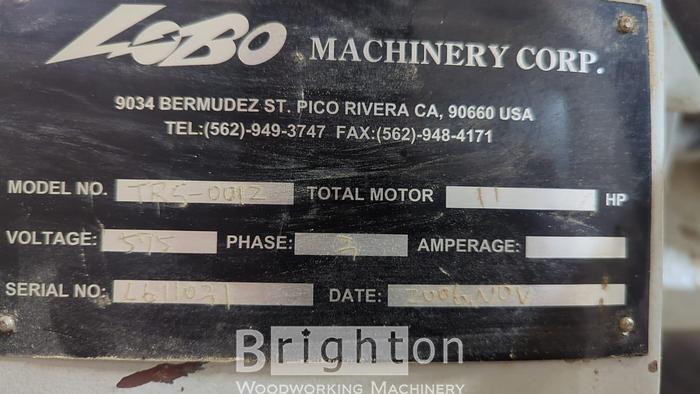 LOBO MACHINERY CORP.
9034 BERMUDEZ ST. PICO RIVERA CA, 90660 USA
TEL:(562)-949-3747 FAX:(562)-948-4171
MODEL NO. TRS-0012 TOTAL MOTOR 11 HP
VOLTAGE: 575 PHASE: 3 AMPERAGE:
SERIAL NO: L611031 DATE: 2006,NOV
Brighton
WOODWORKING MACHINERY